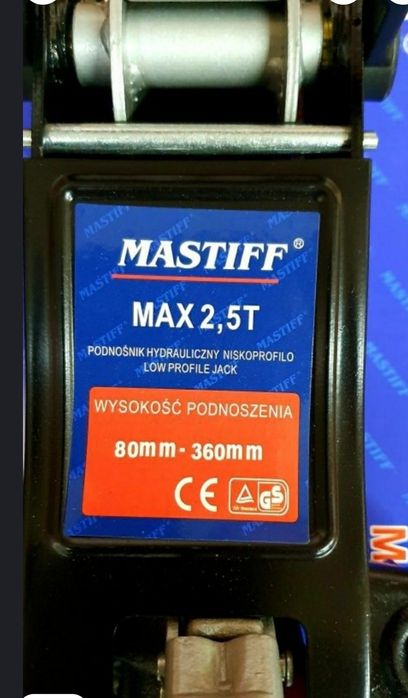 MASTIFF®
MAX 2,5T
PODNOŚNIK HYDRAULICZNY NISKOPROFILO
LOW PROFILE JACK
WYSOKOŚĆ PODNOSZENIA
80mm - 360mm
CE GS